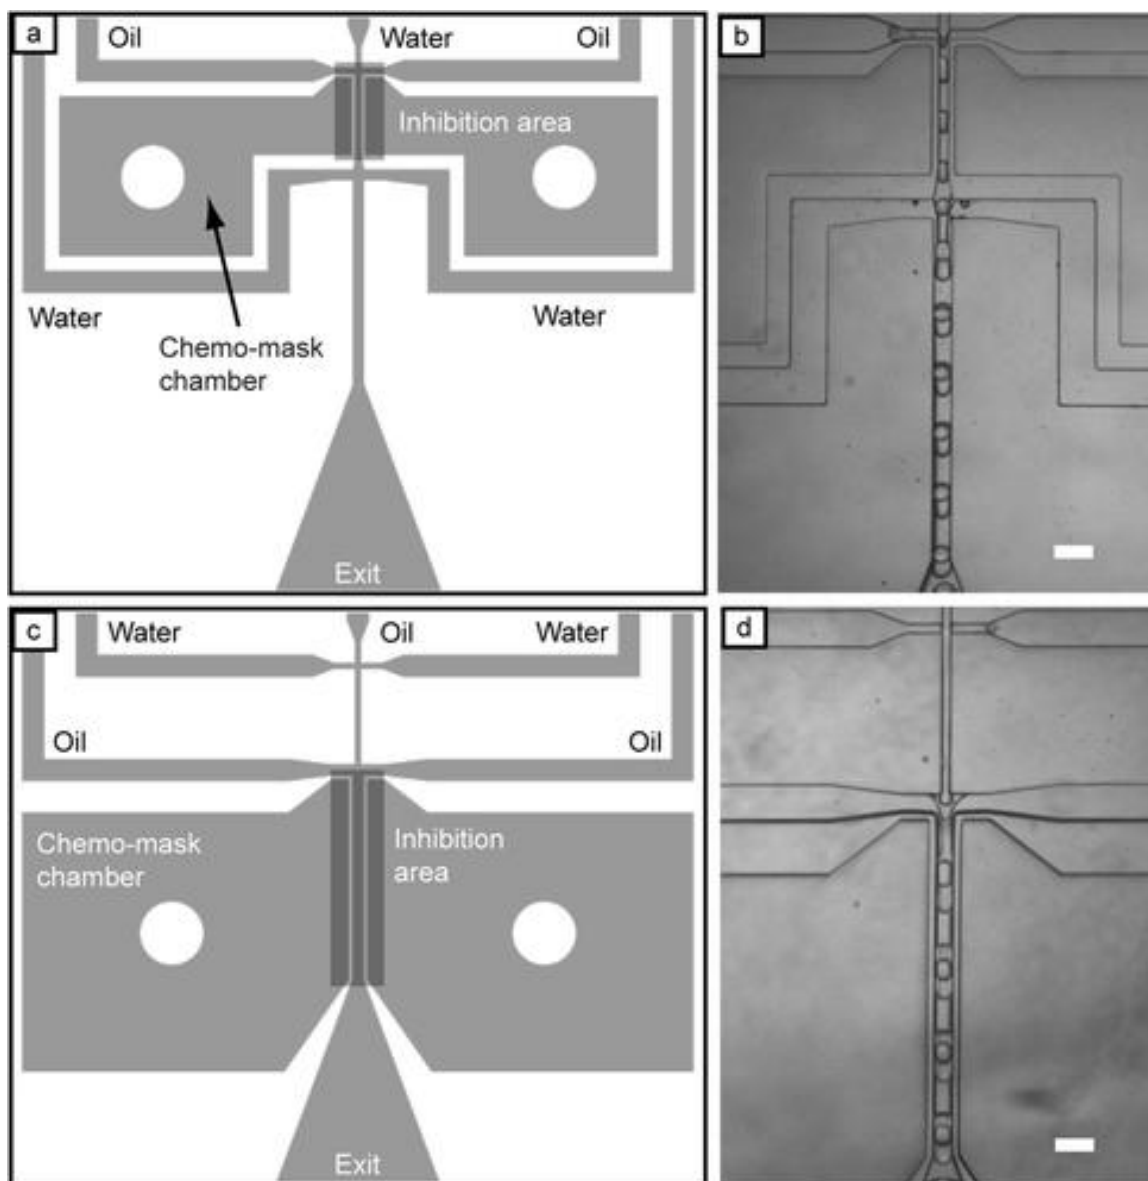 a
Oil
Water
Oil
Inhibition area
Water
Water
Chemo-mask
chamber
Exit
b
c
Water
Oil
Water
Oil
Oil
Chemo-mask
chamber
Inhibition
area
Exit
d